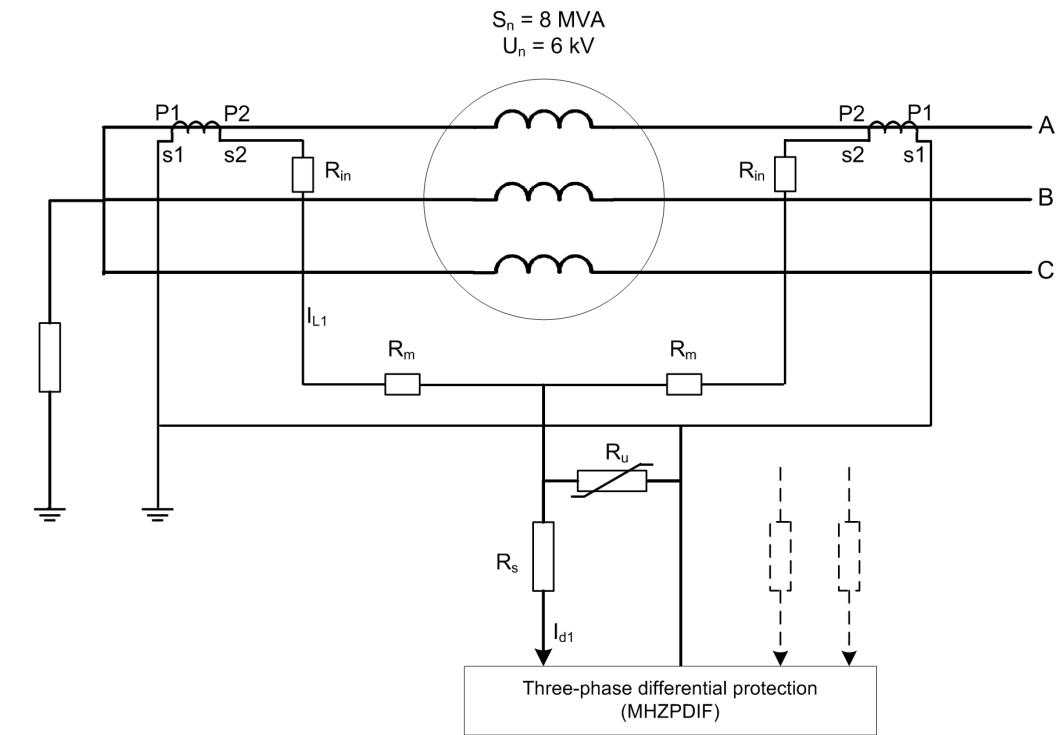 Sn = 8 MVA
Un = 6 kV
P1 P2
P2 P1
A
s1 s2
s2 s1
Rin
Rin
B
C
IL1
Rm
Rm
Ru
Rs
Id1
Three-phase differential protection
(MHZPDIF)